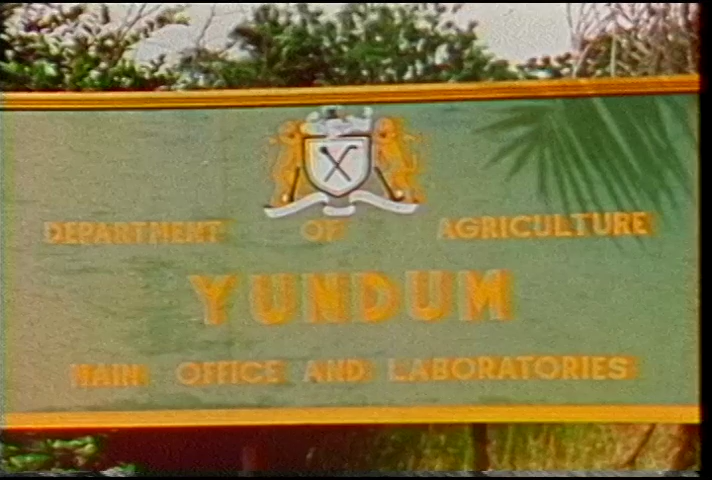 DEPARTMENT OF AGRICULTURE
YUNDUM
MAIN OFFICE AND LABORATORIES